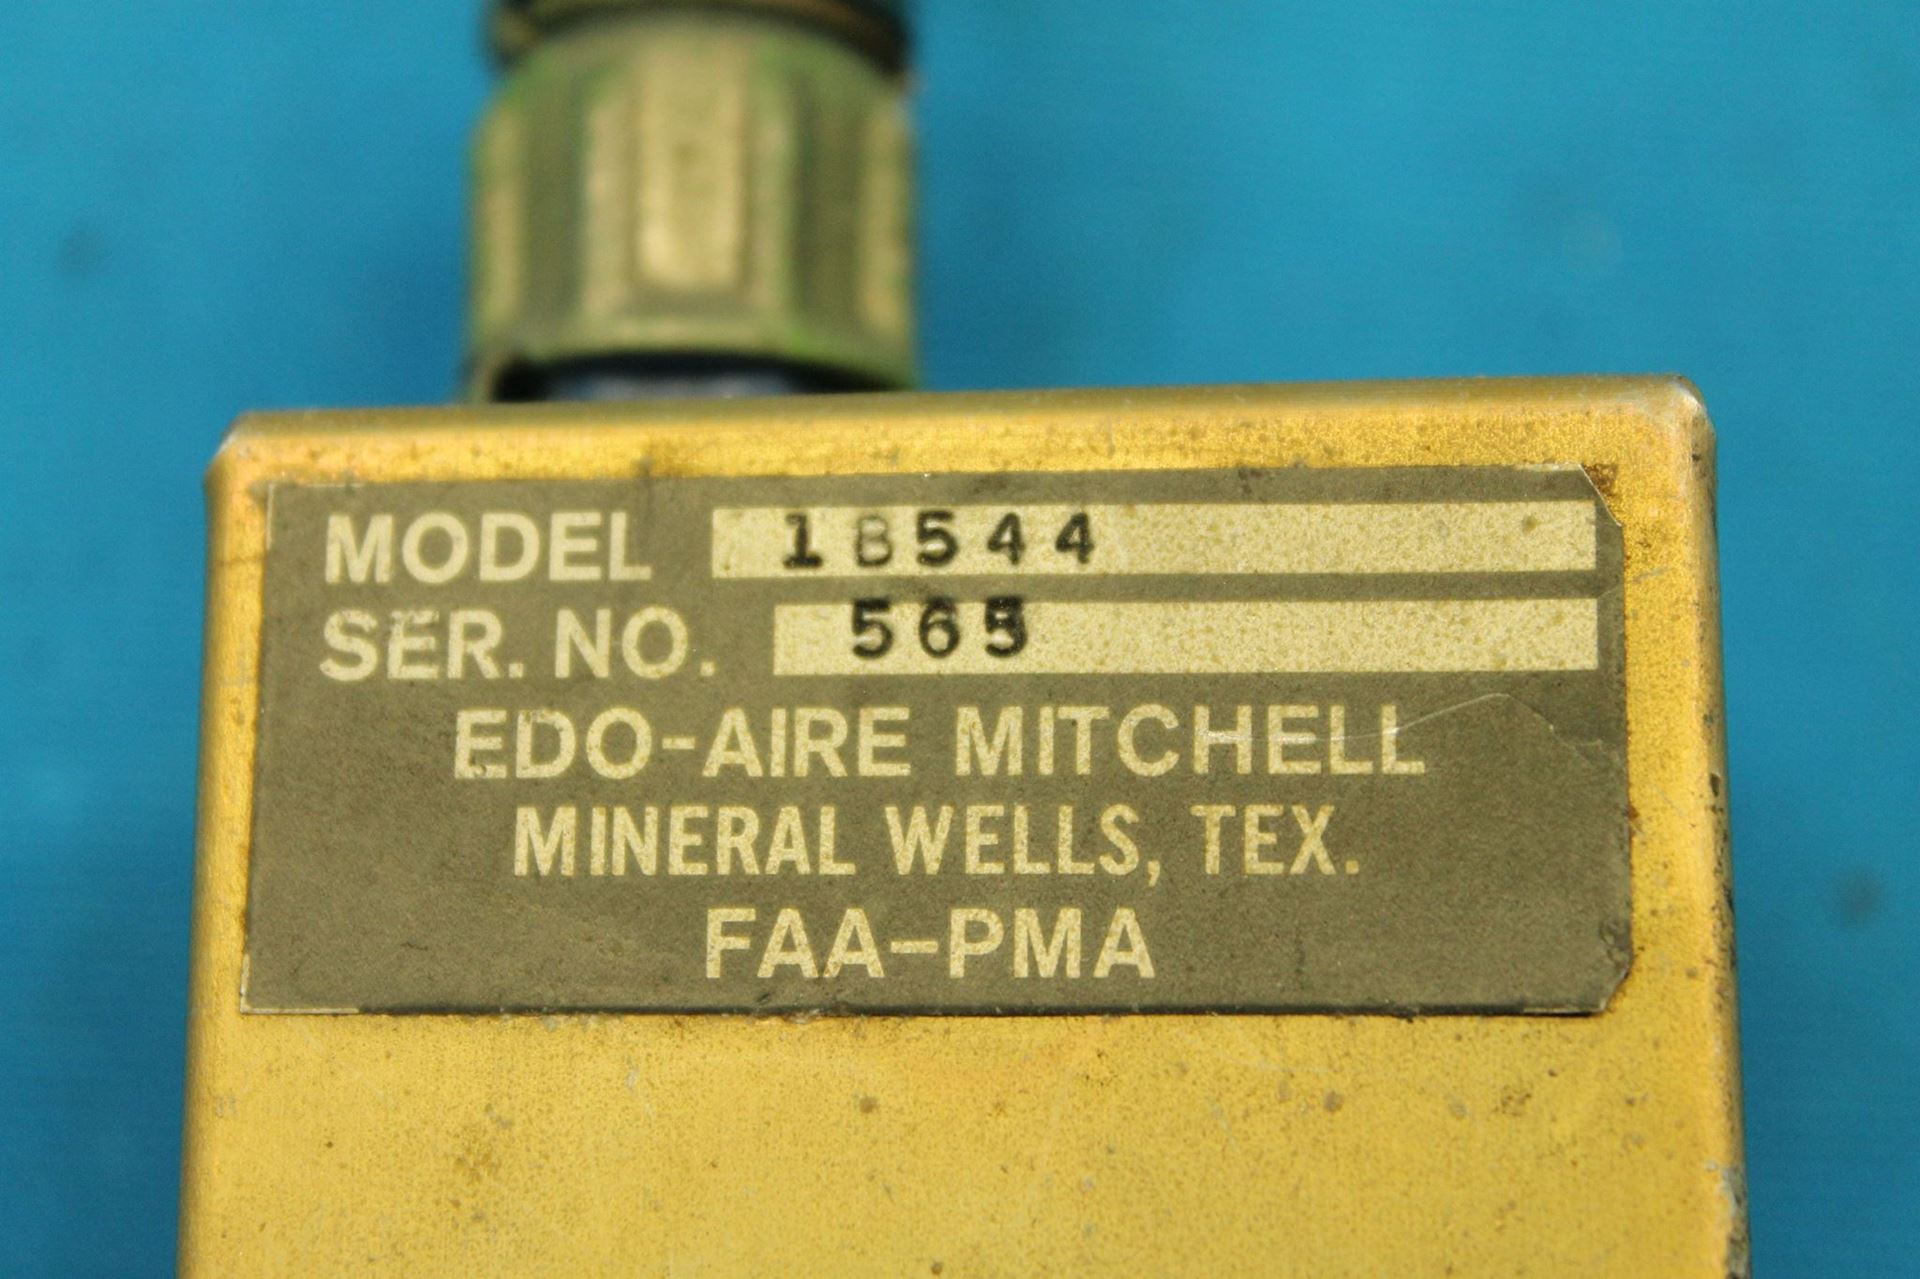 MODEL 1B544
SER. NO. 565
EDO-AIRE MITCHELL
MINERAL WELLS, TEX.
FAA-PMA